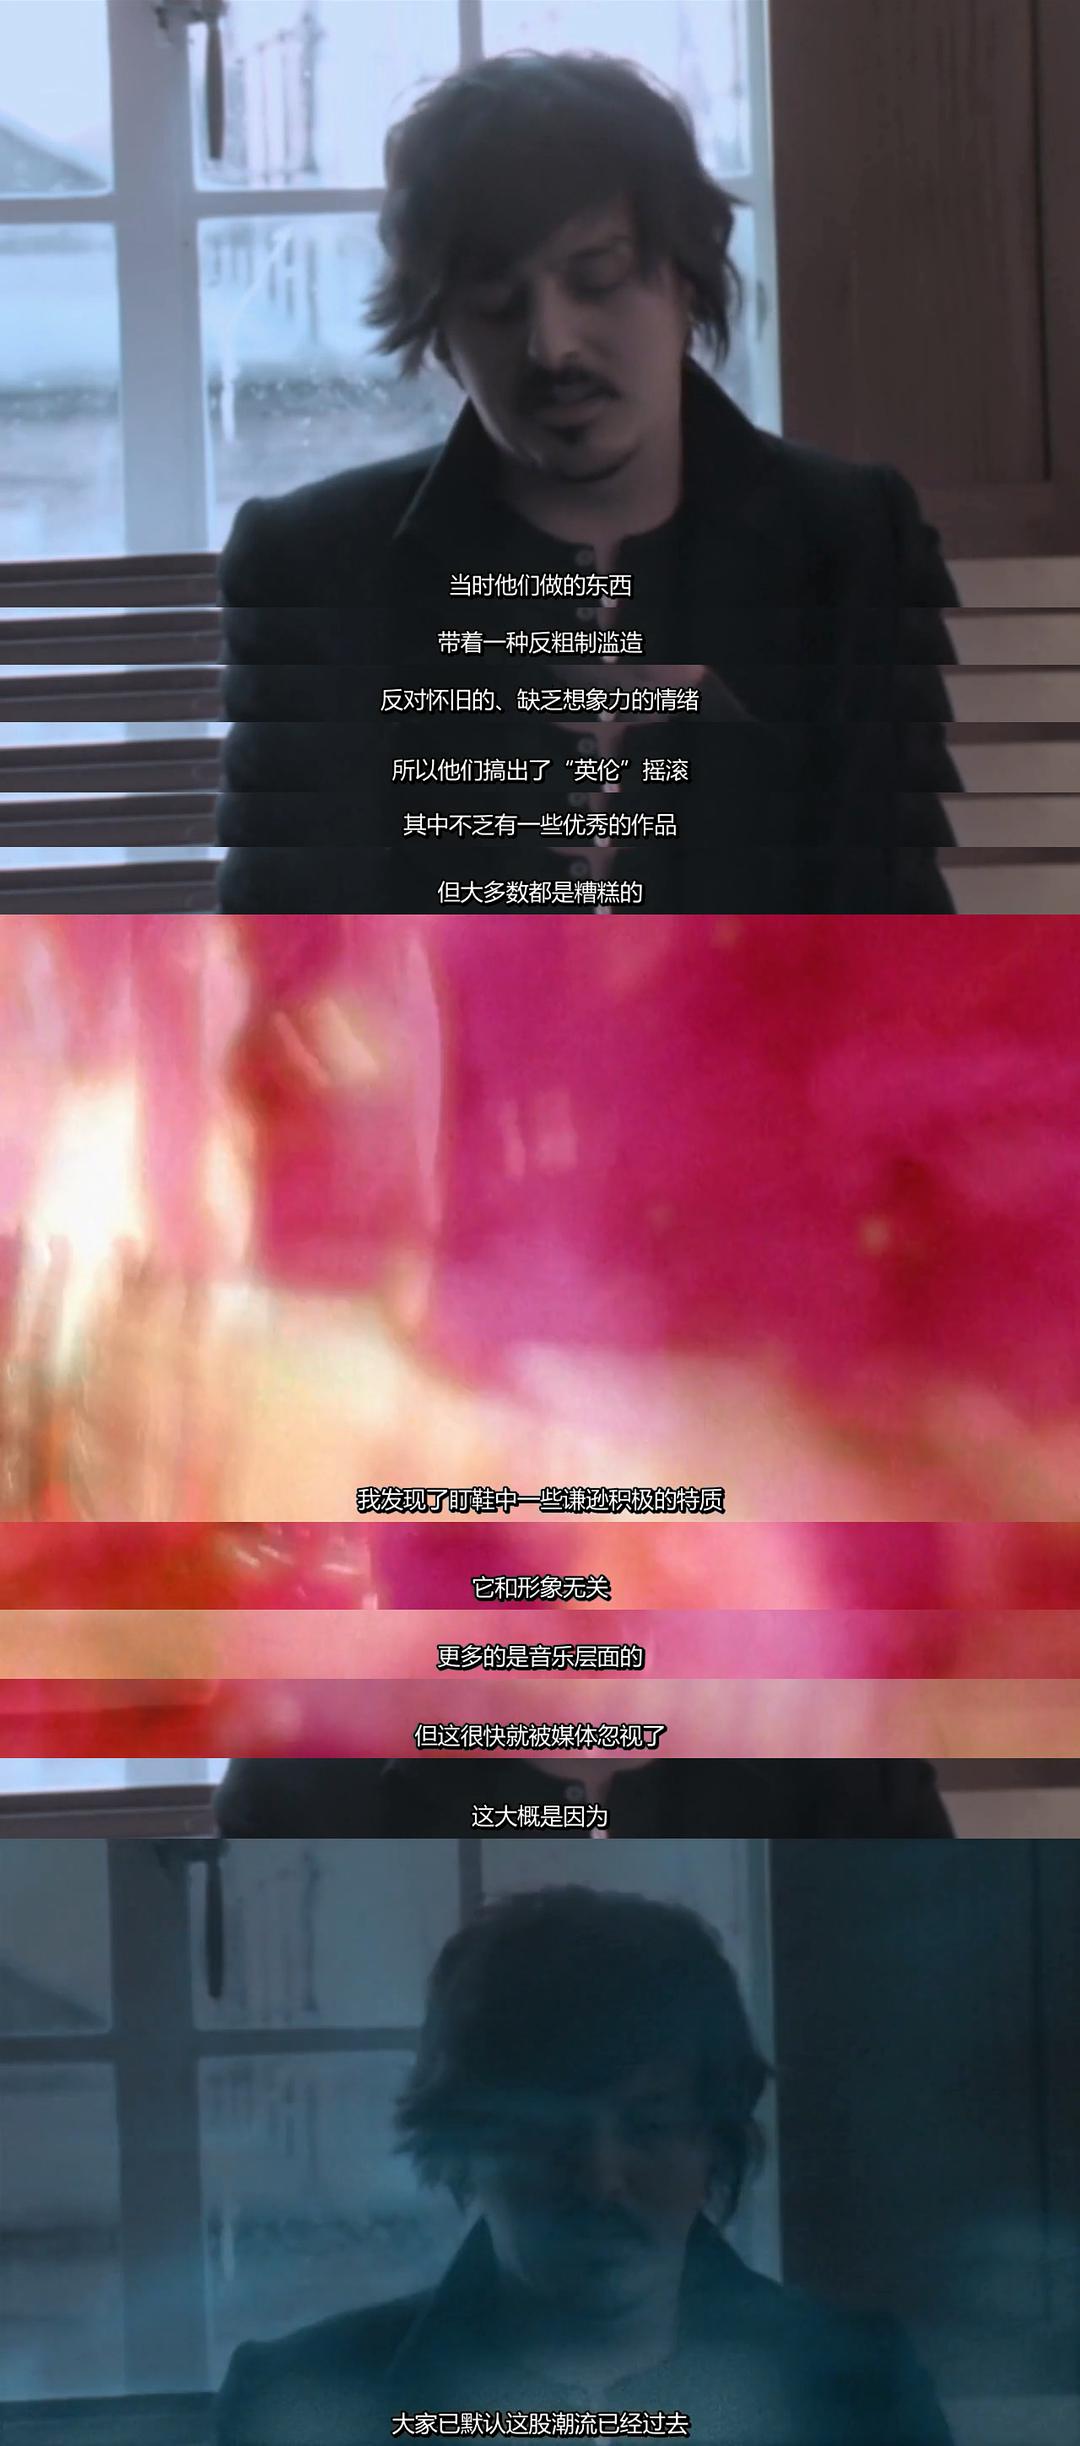 当时他们做的东西
带着一种反粗制滥造
反对怀旧的、缺乏想象力的情绪
所以他们搞出了“英伦”摇滚
其中不乏有一些优秀的作品
但大多数都是糟糕的
我发现了盯鞋中一些谦逊积极的特质
它和形象无关
更多的是音乐层面的
但这很快就被媒体忽视了
这大概是因为
大家已默认这股潮流已经过去